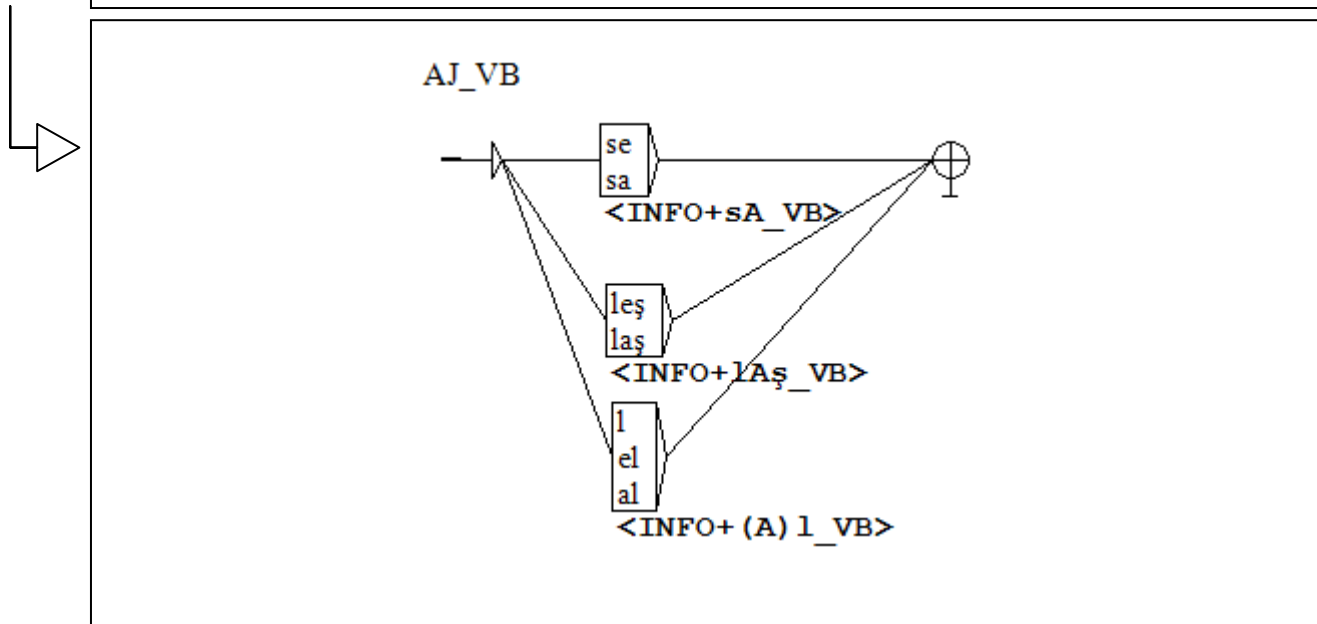 AJ_VB
se
sa
<INFO+sA_VB>
leş
laş
<INFO+lAş_VB>
l
el
al
<INFO+(A)l_VB>